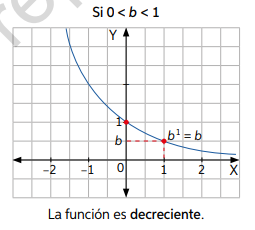 Si 0 < b < 1
Y
1
b
b¹ = b
−2 −1 0 1 2 X
La función es decreciente.